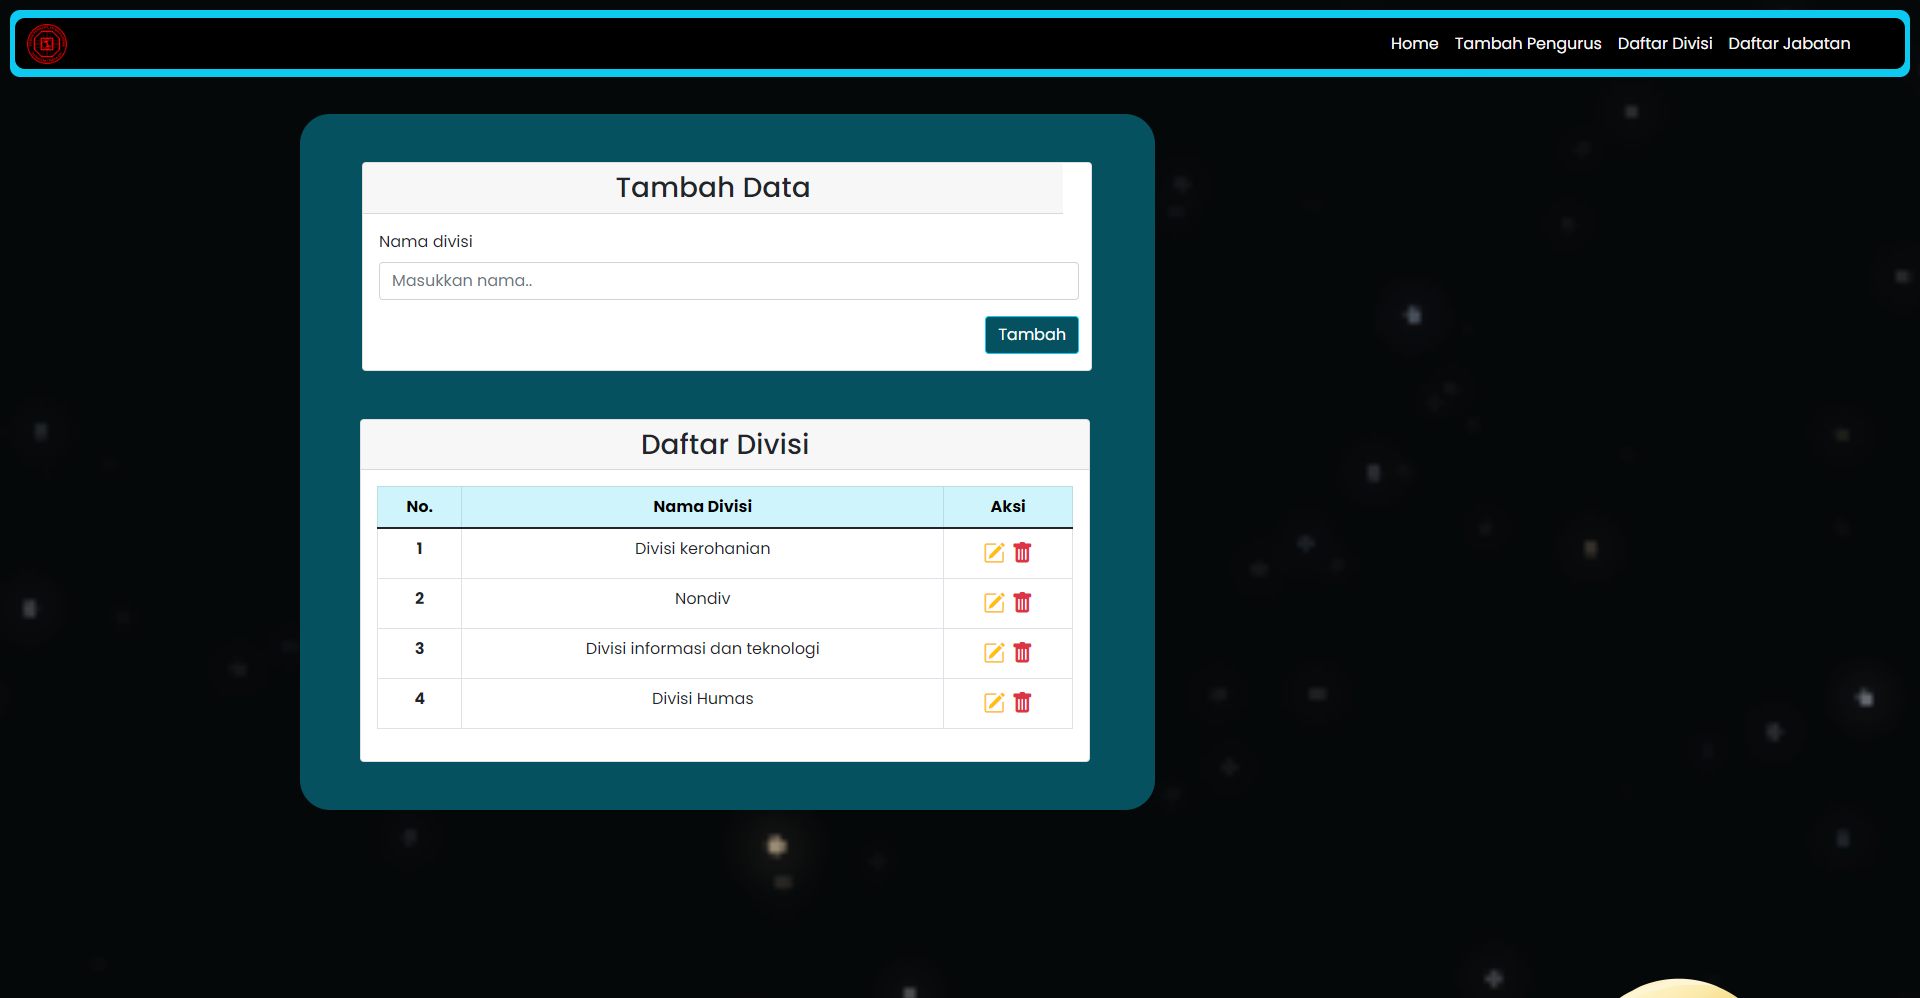 Home Tambah Pengurus Daftar Divisi Daftar Jabatan
Tambah Data
Nama divisi
Masukkan nama..
Tambah
Daftar Divisi
No. Nama Divisi Aksi
1 Divisi kerohanian
2 Nondiv
3 Divisi informasi dan teknologi
4 Divisi Humas